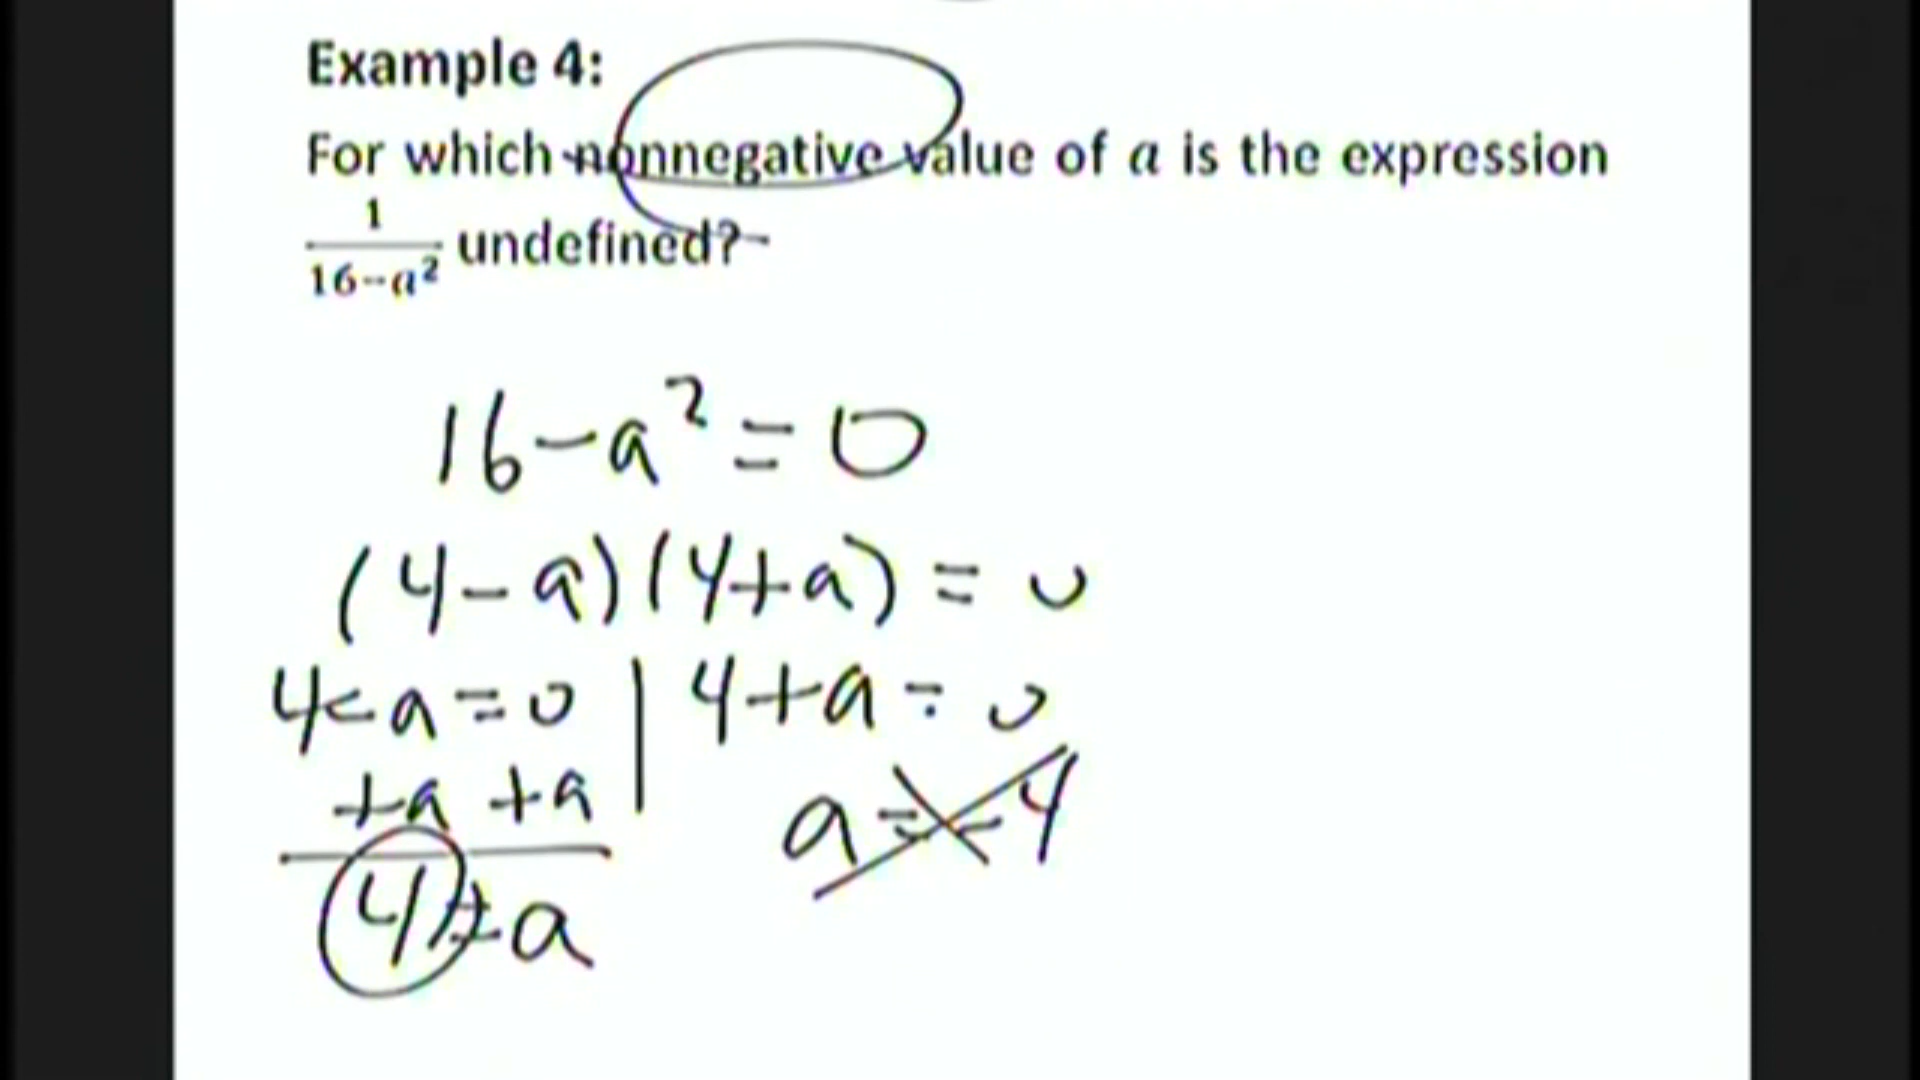 Example 4:
For which nonnegative value of a is the expression
1/(16-a²) undefined?
16-a²=0
(4-a)(4+a)=0
4-a=0 | 4+a=0
+a +a
a=-4
4=a